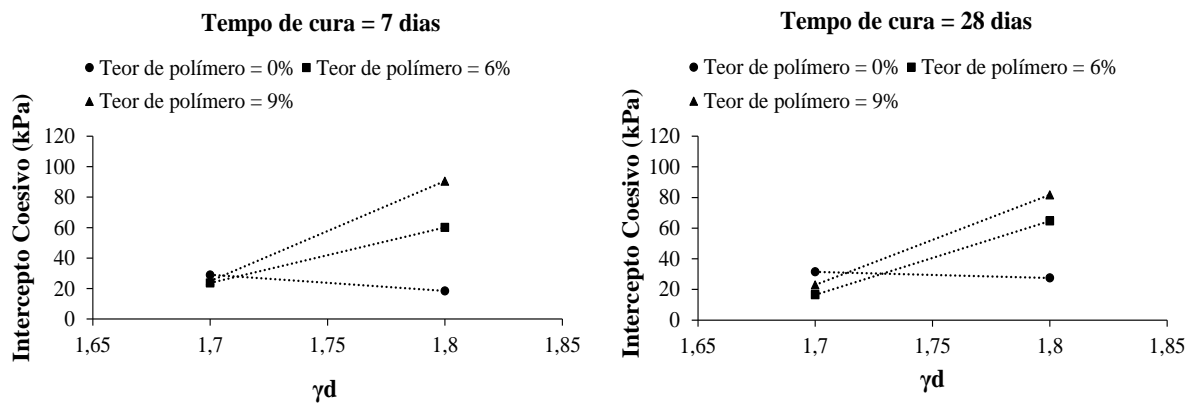 Tempo de cura = 7 dias
Teor de polímero = 0% Teor de polímero = 6%
Teor de polímero = 9%
Intercepto Coesivo (kPa)
120
100
80
60
40
20
0
1,65 1,7 1,75 1,8 1,85
γd
Tempo de cura = 28 dias
Teor de polímero = 0% Teor de polímero = 6%
Teor de polímero = 9%
Intercepto Coesivo (kPa)
120
100
80
60
40
20
0
1,65 1,7 1,75 1,8 1,85
γd